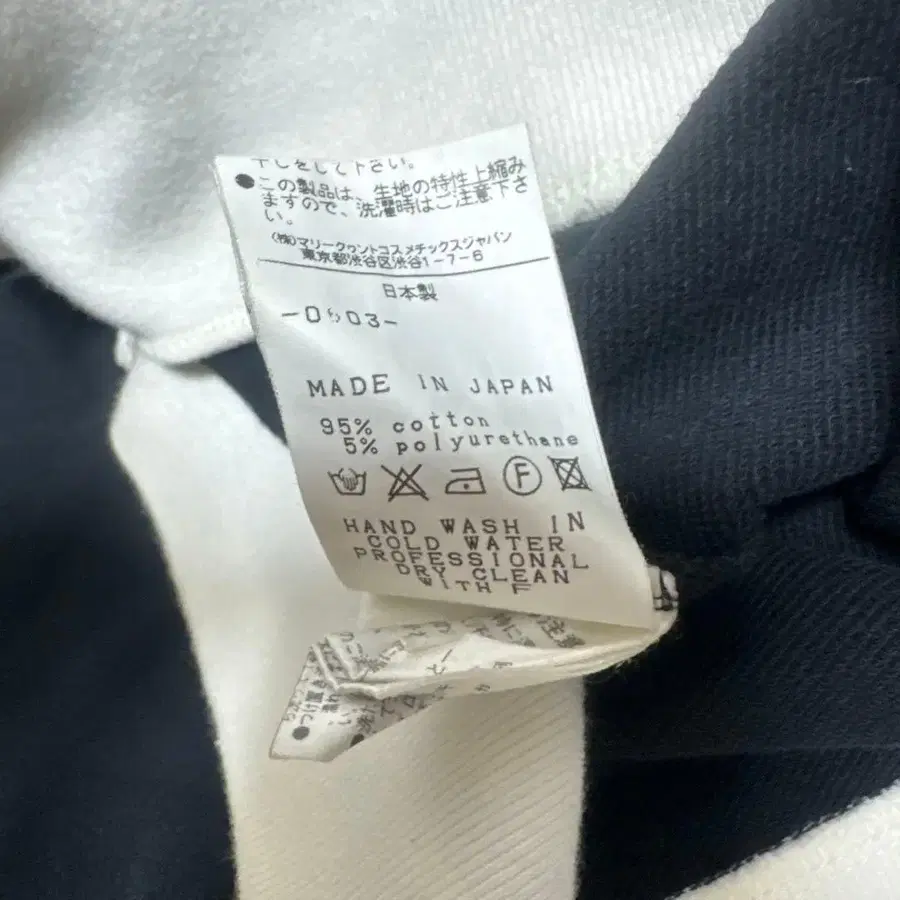 干しをして下さい。
●この製品は、生地の特性上縮み
ますので、洗濯時はご注意下さ
い。
(株)マリークヮントコスメチックスジャパン
東京都渋谷区渋谷1-7-6
日本製
MADE IN JAPAN
95% cotton
5% polyurethane
F
HAND WASH IN
COLD WATER
PROFESSIONAL
DRY CLEAN
WITH F
●つけ置き